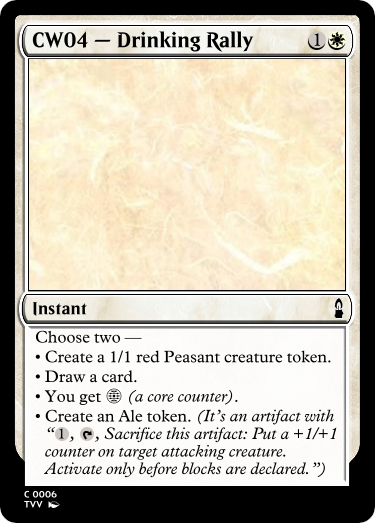 CW04 — Drinking Rally 1
Instant
Choose two —
• Create a 1/1 red Peasant creature token.
• Draw a card.
• You get (a core counter).
• Create an Ale token. (It's an artifact with
“1, , Sacrifice this artifact: Put a +1/+1
counter on target attacking creature.
Activate only before blocks are declared.”)
C 0006
TVV